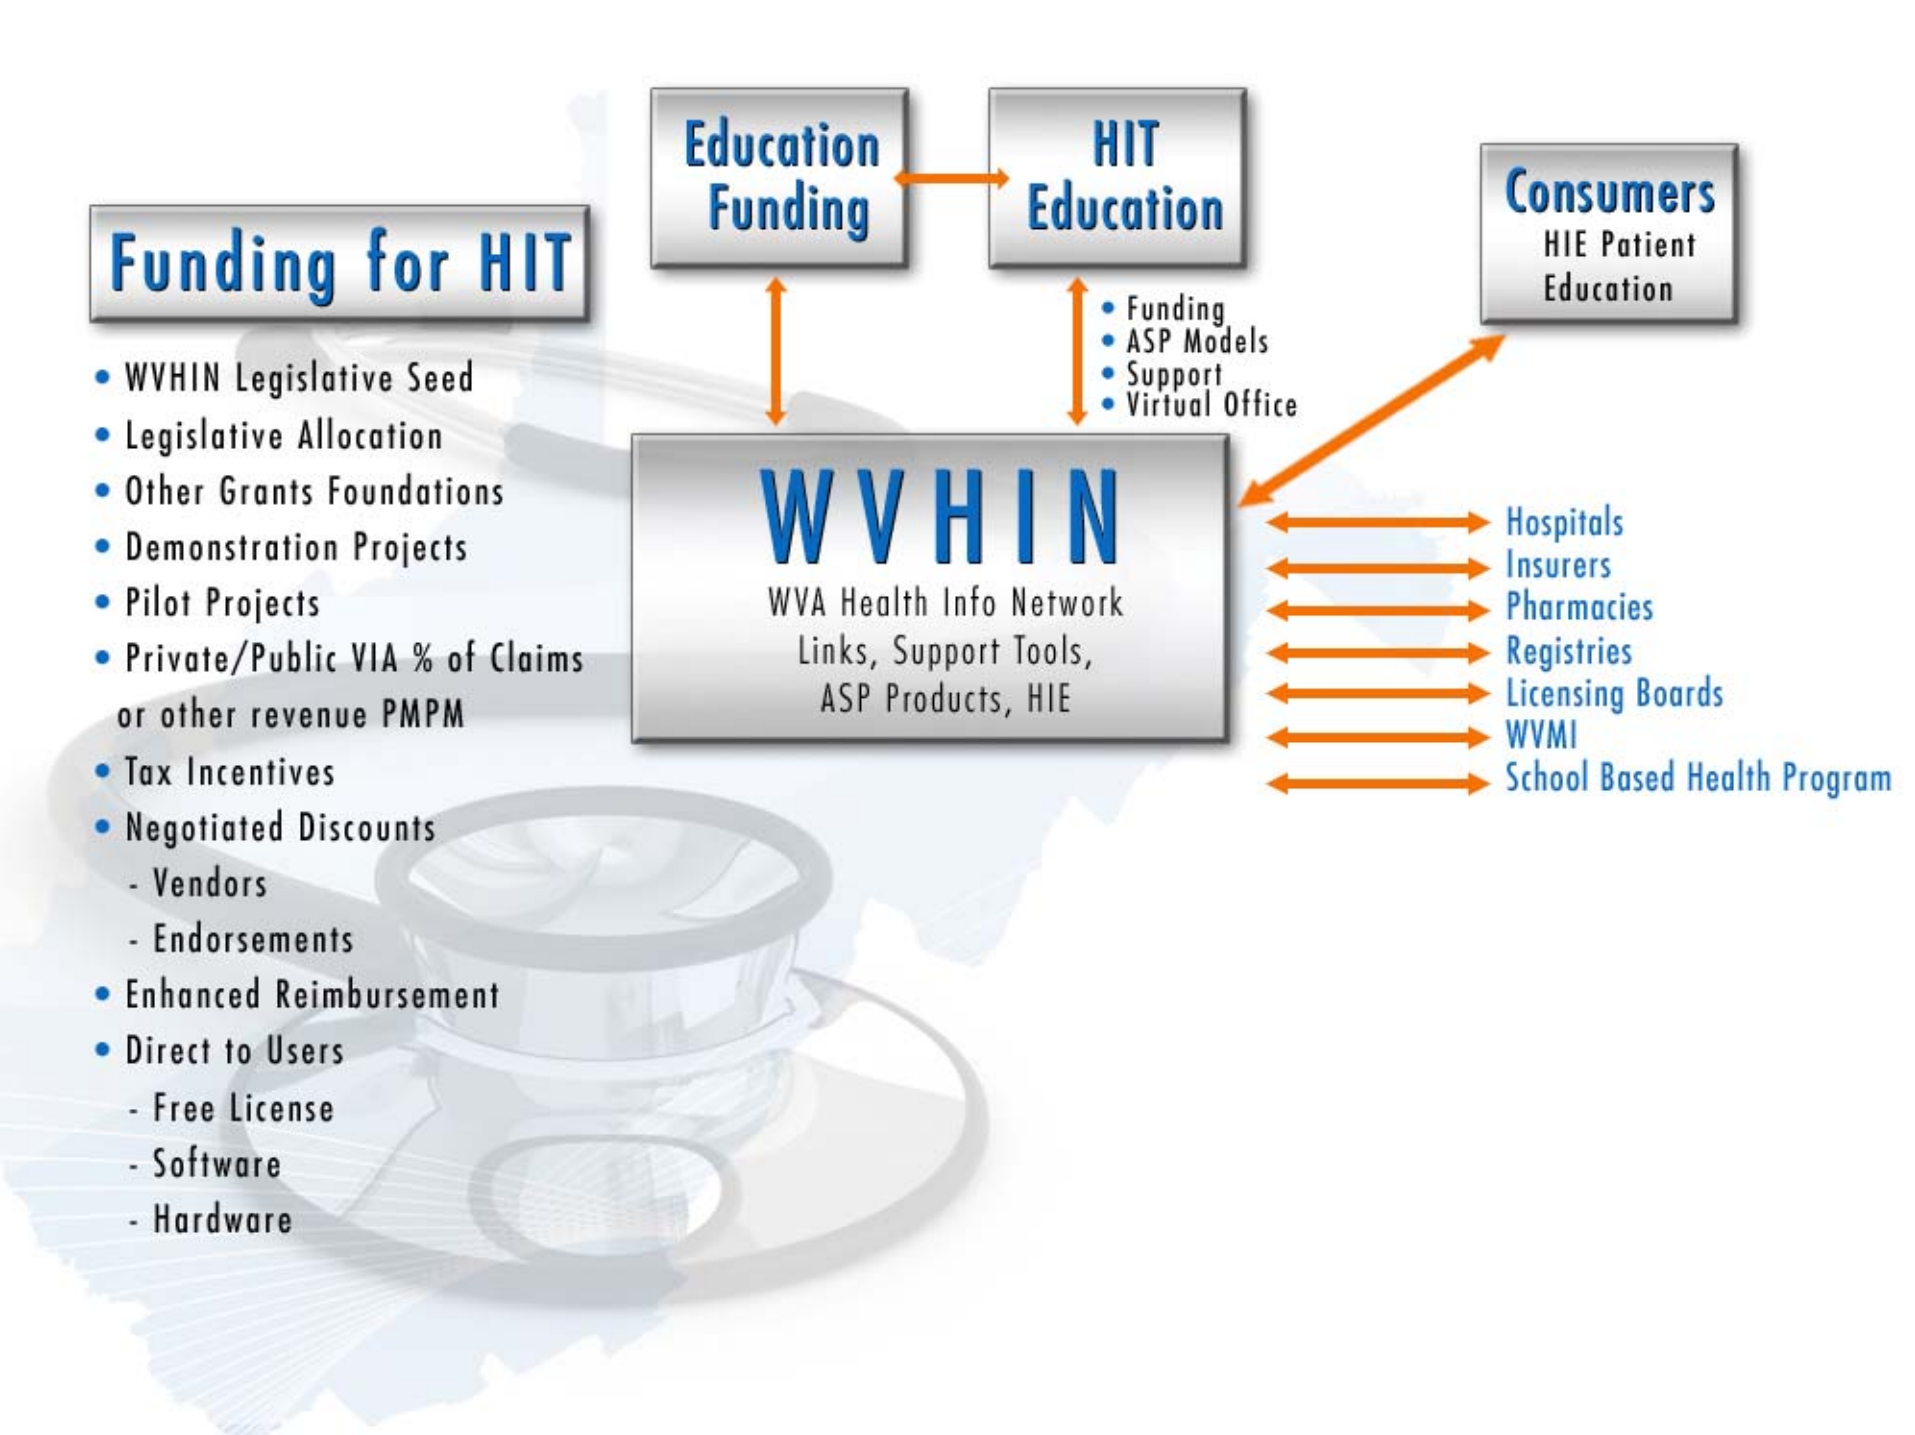 Funding for HIT
• WVHIN Legislative Seed
• Legislative Allocation
• Other Grants Foundations
• Demonstration Projects
• Pilot Projects
• Private/Public VIA % of Claims
or other revenue PMPM
• Tax Incentives
• Negotiated Discounts
- Vendors
- Endorsements
• Enhanced Reimbursement
• Direct to Users
- Free License
- Software
- Hardware
Education
Funding
HIT
Education
• Funding
• ASP Models
• Support
• Virtual Office
WVHIN
WVA Health Info Network
Links, Support Tools,
ASP Products, HIE
Consumers
HIE Patient
Education
Hospitals
Insurers
Pharmacies
Registries
Licensing Boards
WVMI
School Based Health Program